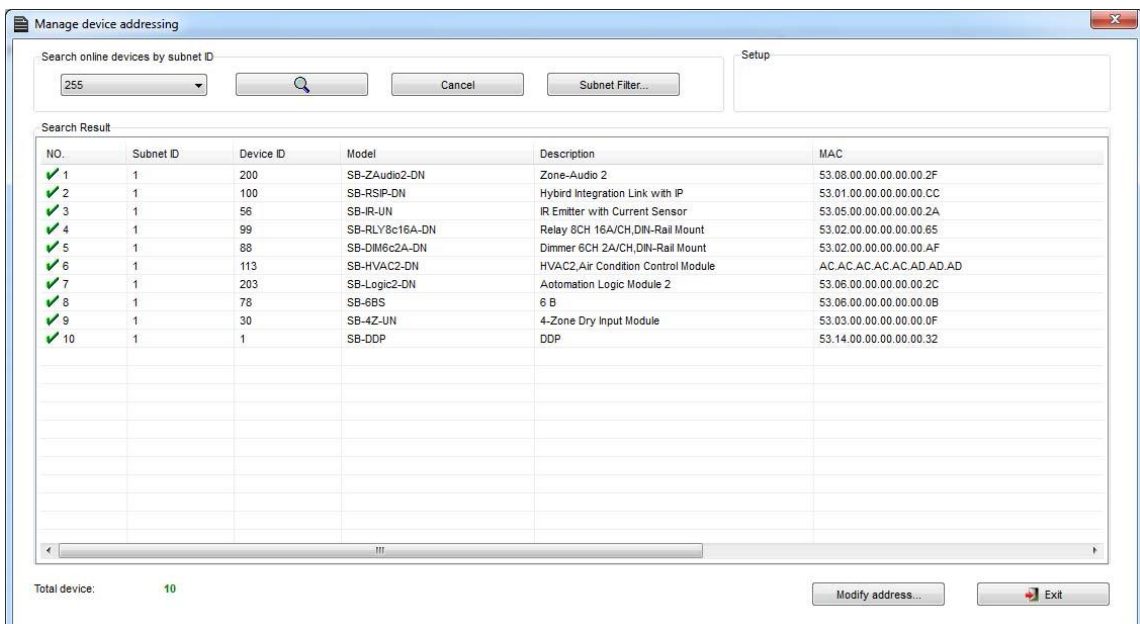 Manage device addressing
Search online devices by subnet ID
Setup
255
Cancel
Subnet Filter...
Search Result
NO. Subnet ID Device ID Model Description MAC
1 1 200 SB-ZAudio2-DN Zone-Audio 2 53.08.00.00.00.00.00.2F
2 1 100 SB-RSIP-DN Hybird Integration Link with IP 53.01.00.00.00.00.00.CC
3 1 56 SB-IR-UN IR Emitter with Current Sensor 53.05.00.00.00.00.00.2A
4 1 99 SB-RLY8c16A-DN Relay 8CH 16A/CH,DIN-Rail Mount 53.02.00.00.00.00.00.65
5 1 88 SB-DIM6c2A-DN Dimmer 6CH 2A/CH,DIN-Rail Mount 53.02.00.00.00.00.00.AF
6 1 113 SB-HVAC2-DN HVAC2,Air Condition Control Module AC.AC.AC.AC.AC.AD.AD.AD
7 1 203 SB-Logic2-DN Aotomation Logic Module 2 53.06.00.00.00.00.00.2C
8 1 78 SB-6BS 6 B 53.06.00.00.00.00.00.0B
9 1 30 SB-4Z-UN 4-Zone Dry Input Module 53.03.00.00.00.00.00.0F
10 1 1 SB-DDP DDP 53.14.00.00.00.00.00.32
Total device: 10
Modify address...
Exit